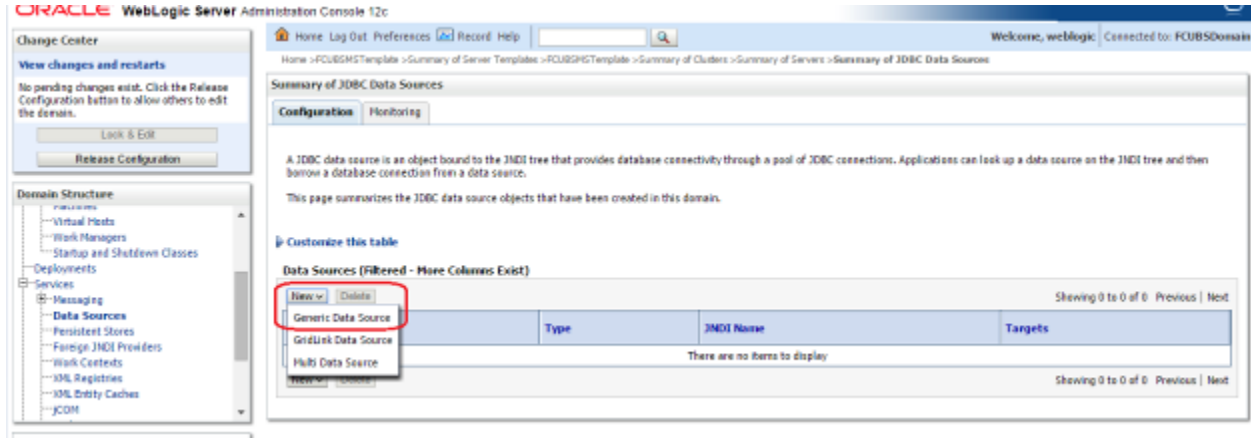 ORACLE WebLogic Server Administration Console 12c
Change Center
View changes and restarts
No pending changes exist. Click the Release
Configuration button to allow others to edit
the domain.
Lock & Edit
Release Configuration
Domain Structure
Machines
Virtual Hosts
Work Managers
Startup and Shutdown Classes
Deployments
Services
Messaging
Data Sources
Persistent Stores
Foreign JNDI Providers
Work Contexts
XML Registries
XML Entity Caches
jCOM
Home Log Out Preferences Record Help
Welcome, weblogic Connected to: FCUBSDomain
Home >FCUBSMSTemplate >Summary of Server Templates >FCUBSMSTemplate >Summary of Clusters >Summary of Servers >Summary of JDBC Data Sources
Summary of JDBC Data Sources
Configuration Monitoring
A JDBC data source is an object bound to the JNDI tree that provides database connectivity through a pool of JDBC connections. Applications can look up a data source on the JNDI tree and then
borrow a database connection from a data source.
This page summarizes the JDBC data source objects that have been created in this domain.
Customize this table
Data Sources (Filtered - More Columns Exist)
New Delete
Showing 0 to 0 of 0 Previous | Next
Generic Data Source
GridLink Data Source
Multi Data Source
Type JNDI Name Targets
There are no items to display
New Delete
Showing 0 to 0 of 0 Previous | Next